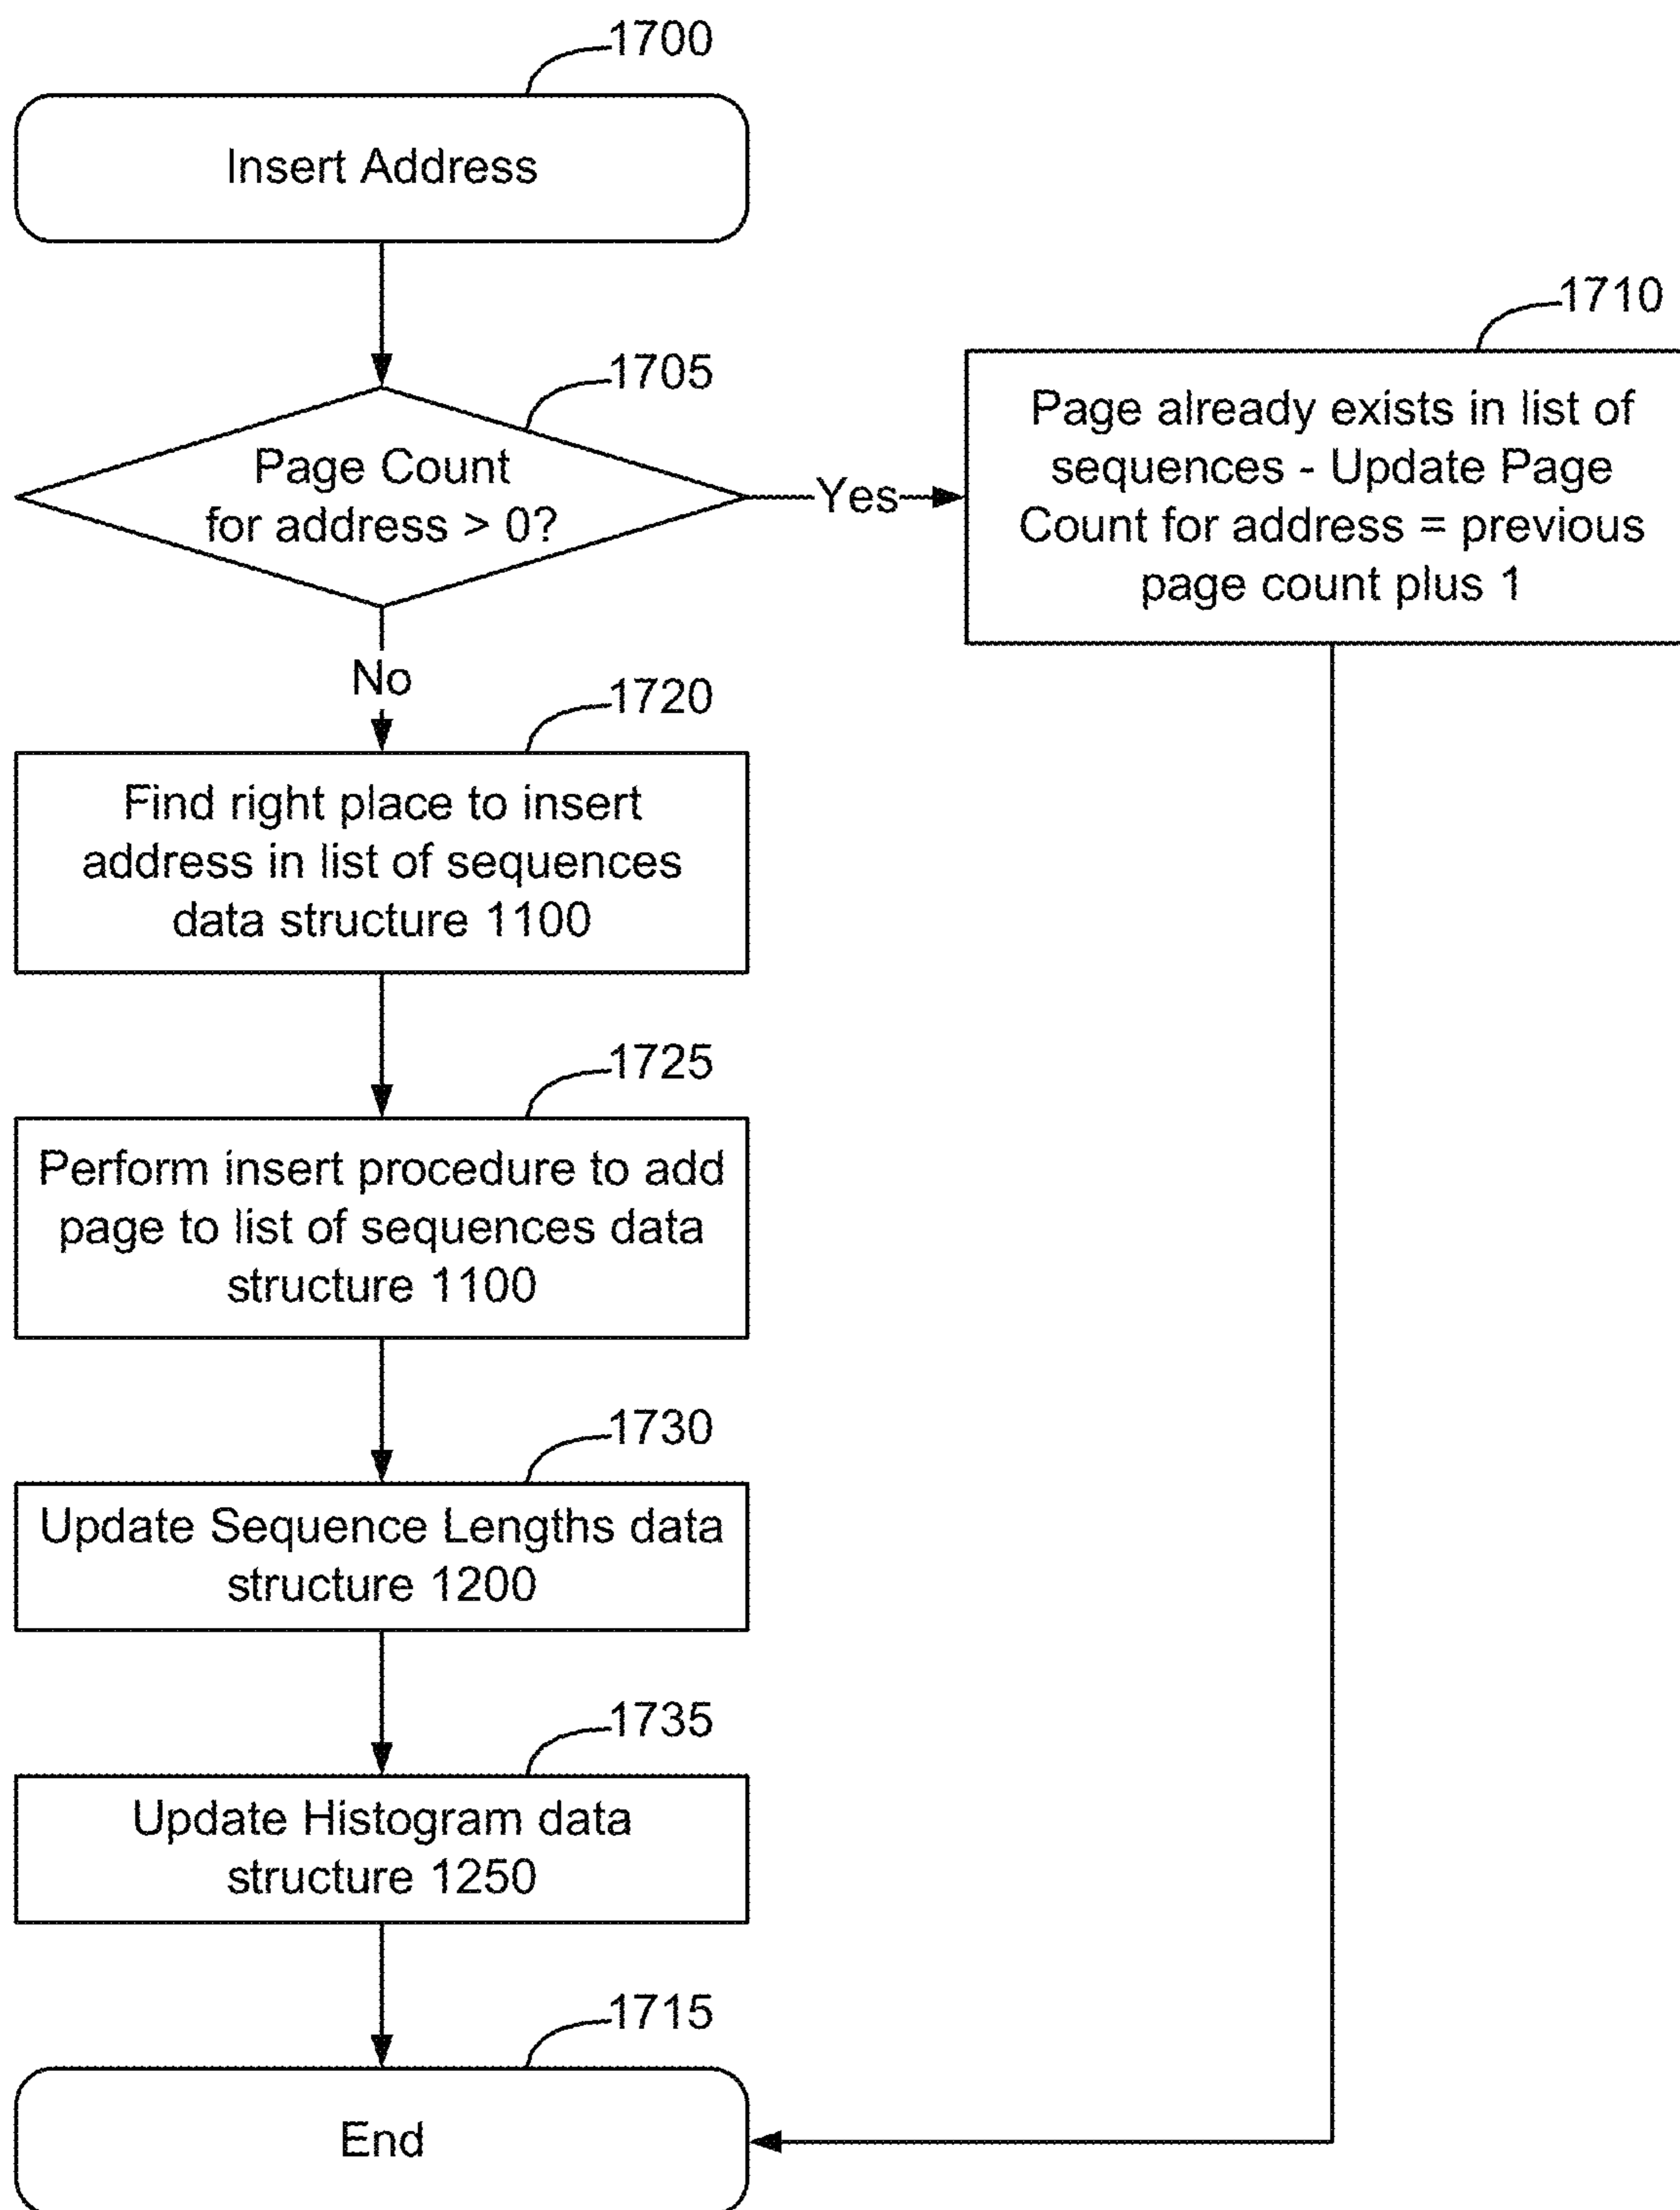 1700
Insert Address
1705
Page Count
for address > 0?
Yes
1710
Page already exists in list of
sequences - Update Page
Count for address = previous
page count plus 1
No
1720
Find right place to insert
address in list of sequences
data structure 1100
1725
Perform insert procedure to add
page to list of sequences data
structure 1100
1730
Update Sequence Lengths data
structure 1200
1735
Update Histogram data
structure 1250
1715
End